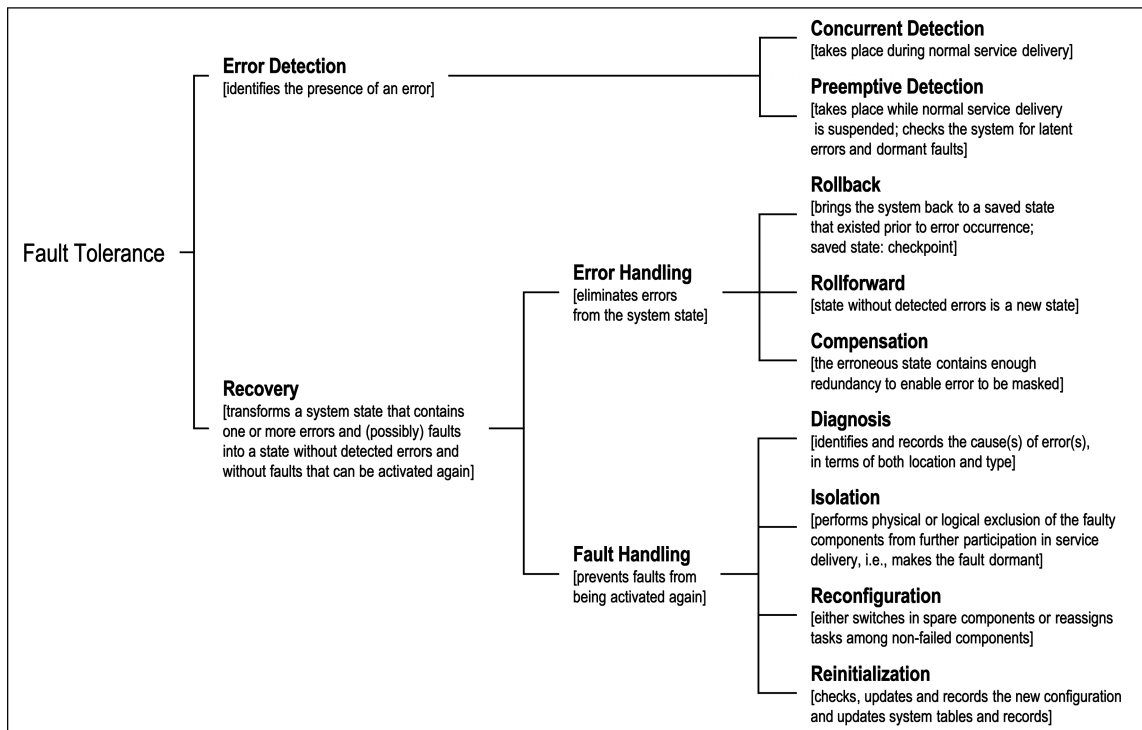 Fault Tolerance
Error Detection
[identifies the presence of an error]
Concurrent Detection
[takes place during normal service delivery]
Preemptive Detection
[takes place while normal service delivery
is suspended; checks the system for latent
errors and dormant faults]
Recovery
[transforms a system state that contains
one or more errors and (possibly) faults
into a state without detected errors and
without faults that can be activated again]
Error Handling
[eliminates errors
from the system state]
Rollback
[brings the system back to a saved state
that existed prior to error occurrence;
saved state: checkpoint]
Rollforward
[state without detected errors is a new state]
Compensation
[the erroneous state contains enough
redundancy to enable error to be masked]
Fault Handling
[prevents faults from
being activated again]
Diagnosis
[identifies and records the cause(s) of error(s),
in terms of both location and type]
Isolation
[performs physical or logical exclusion of the faulty
components from further participation in service
delivery, i.e., makes the fault dormant]
Reconfiguration
[either switches in spare components or reassigns
tasks among non-failed components]
Reinitialization
[checks, updates and records the new configuration
and updates system tables and records]